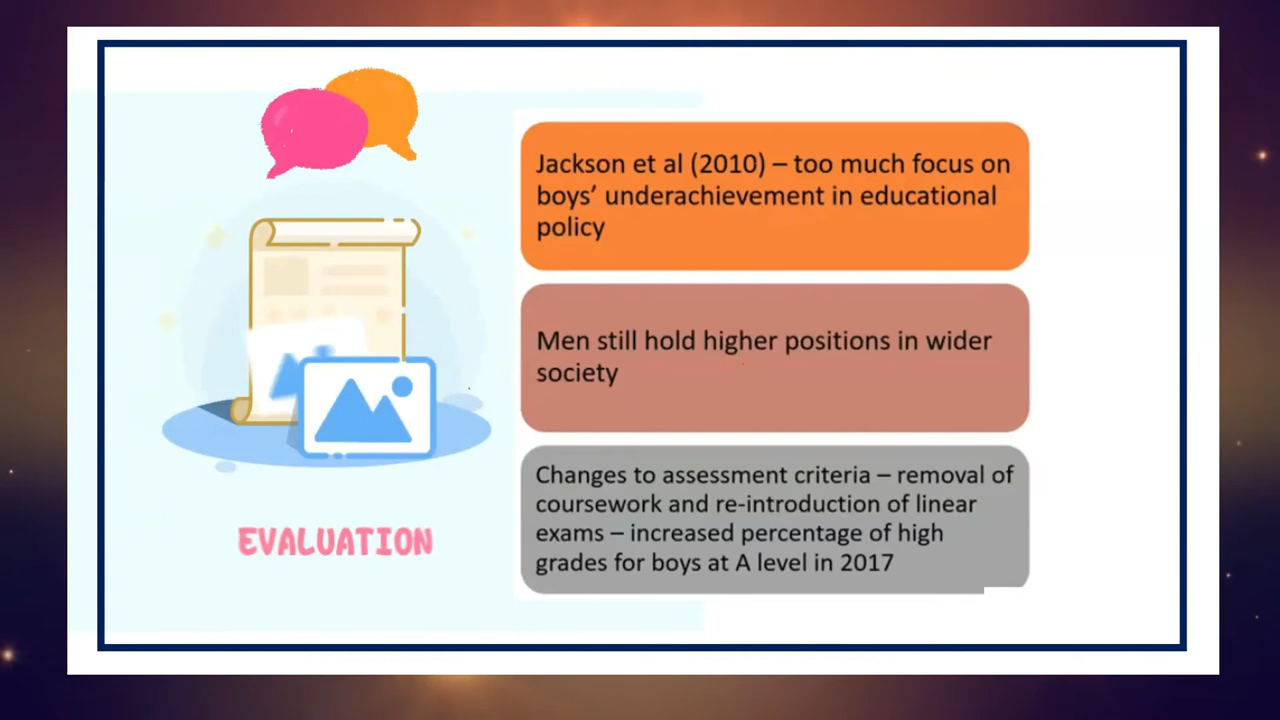 Jackson et al (2010) – too much focus on
boys’ underachievement in educational
policy
Men still hold higher positions in wider
society
Changes to assessment criteria – removal of
coursework and re-introduction of linear
exams – increased percentage of high
grades for boys at A level in 2017
EVALUATION